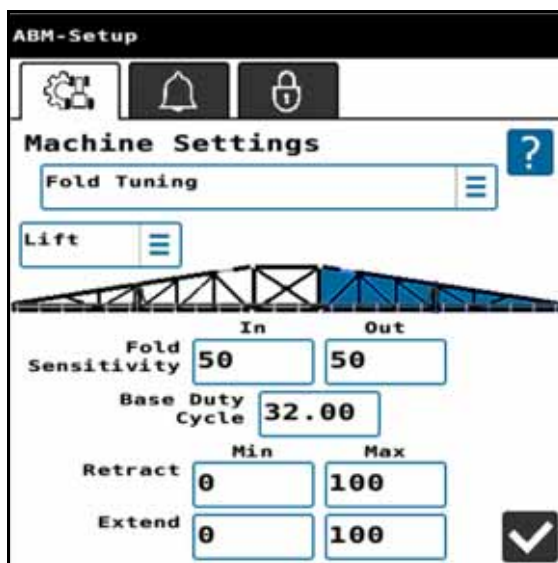 ABM-Setup
Machine Settings
?
Fold Tuning
Lift
In Out
Fold Sensitivity 50 50
Base Duty Cycle 32.00
Min Max
Retract 0 100
Extend 0 100